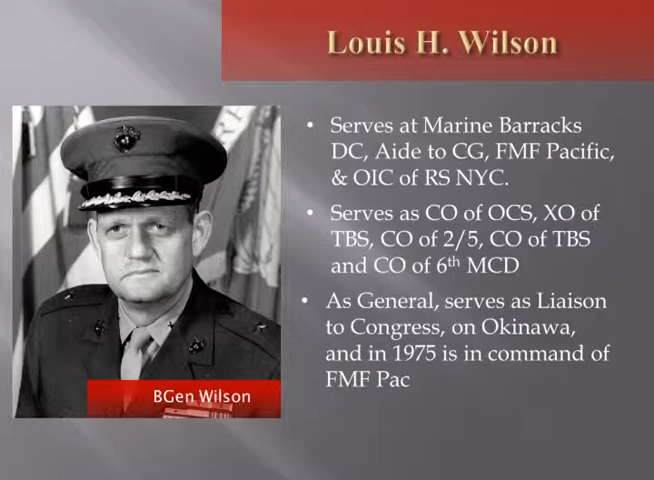 Louis H. Wilson
• Serves at Marine Barracks
DC, Aide to CG, FMF Pacific,
& OIC of RS NYC.
• Serves as CO of OCS, XO of
TBS, CO of 2/5, CO of TBS
and CO of 6th MCD
• As General, serves as Liaison
to Congress, on Okinawa,
and in 1975 is in command of
FMF Pac
BGen Wilson